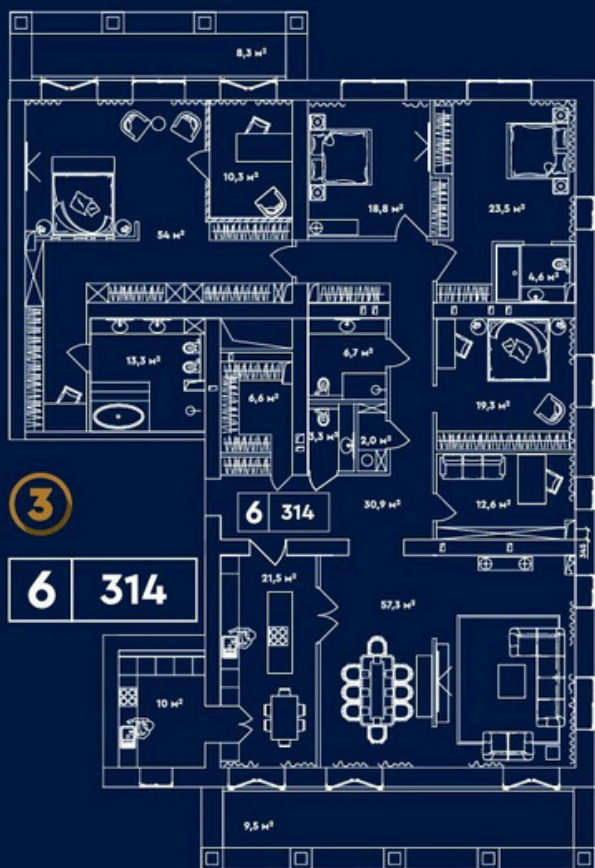 8,3 м²
10,3 м²
54 м²
18,8 м²
23,5 м²
4,6 м²
13,3 м²
6,7 м²
6,6 м²
19,3 м²
3,3 м²
2,0 м²
3
6 314
30,9 м²
12,6 м²
6 314
21,5 м²
57,3 м²
10 м²
9,5 м²